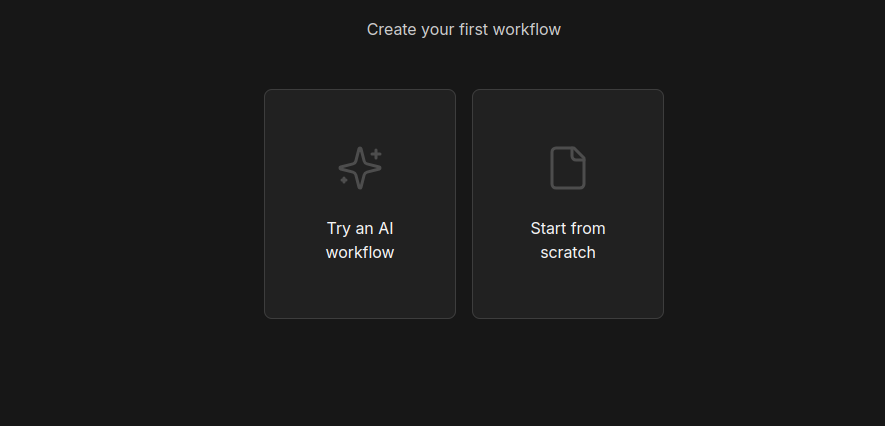 Create your first workflow
Try an AI
workflow
Start from
scratch